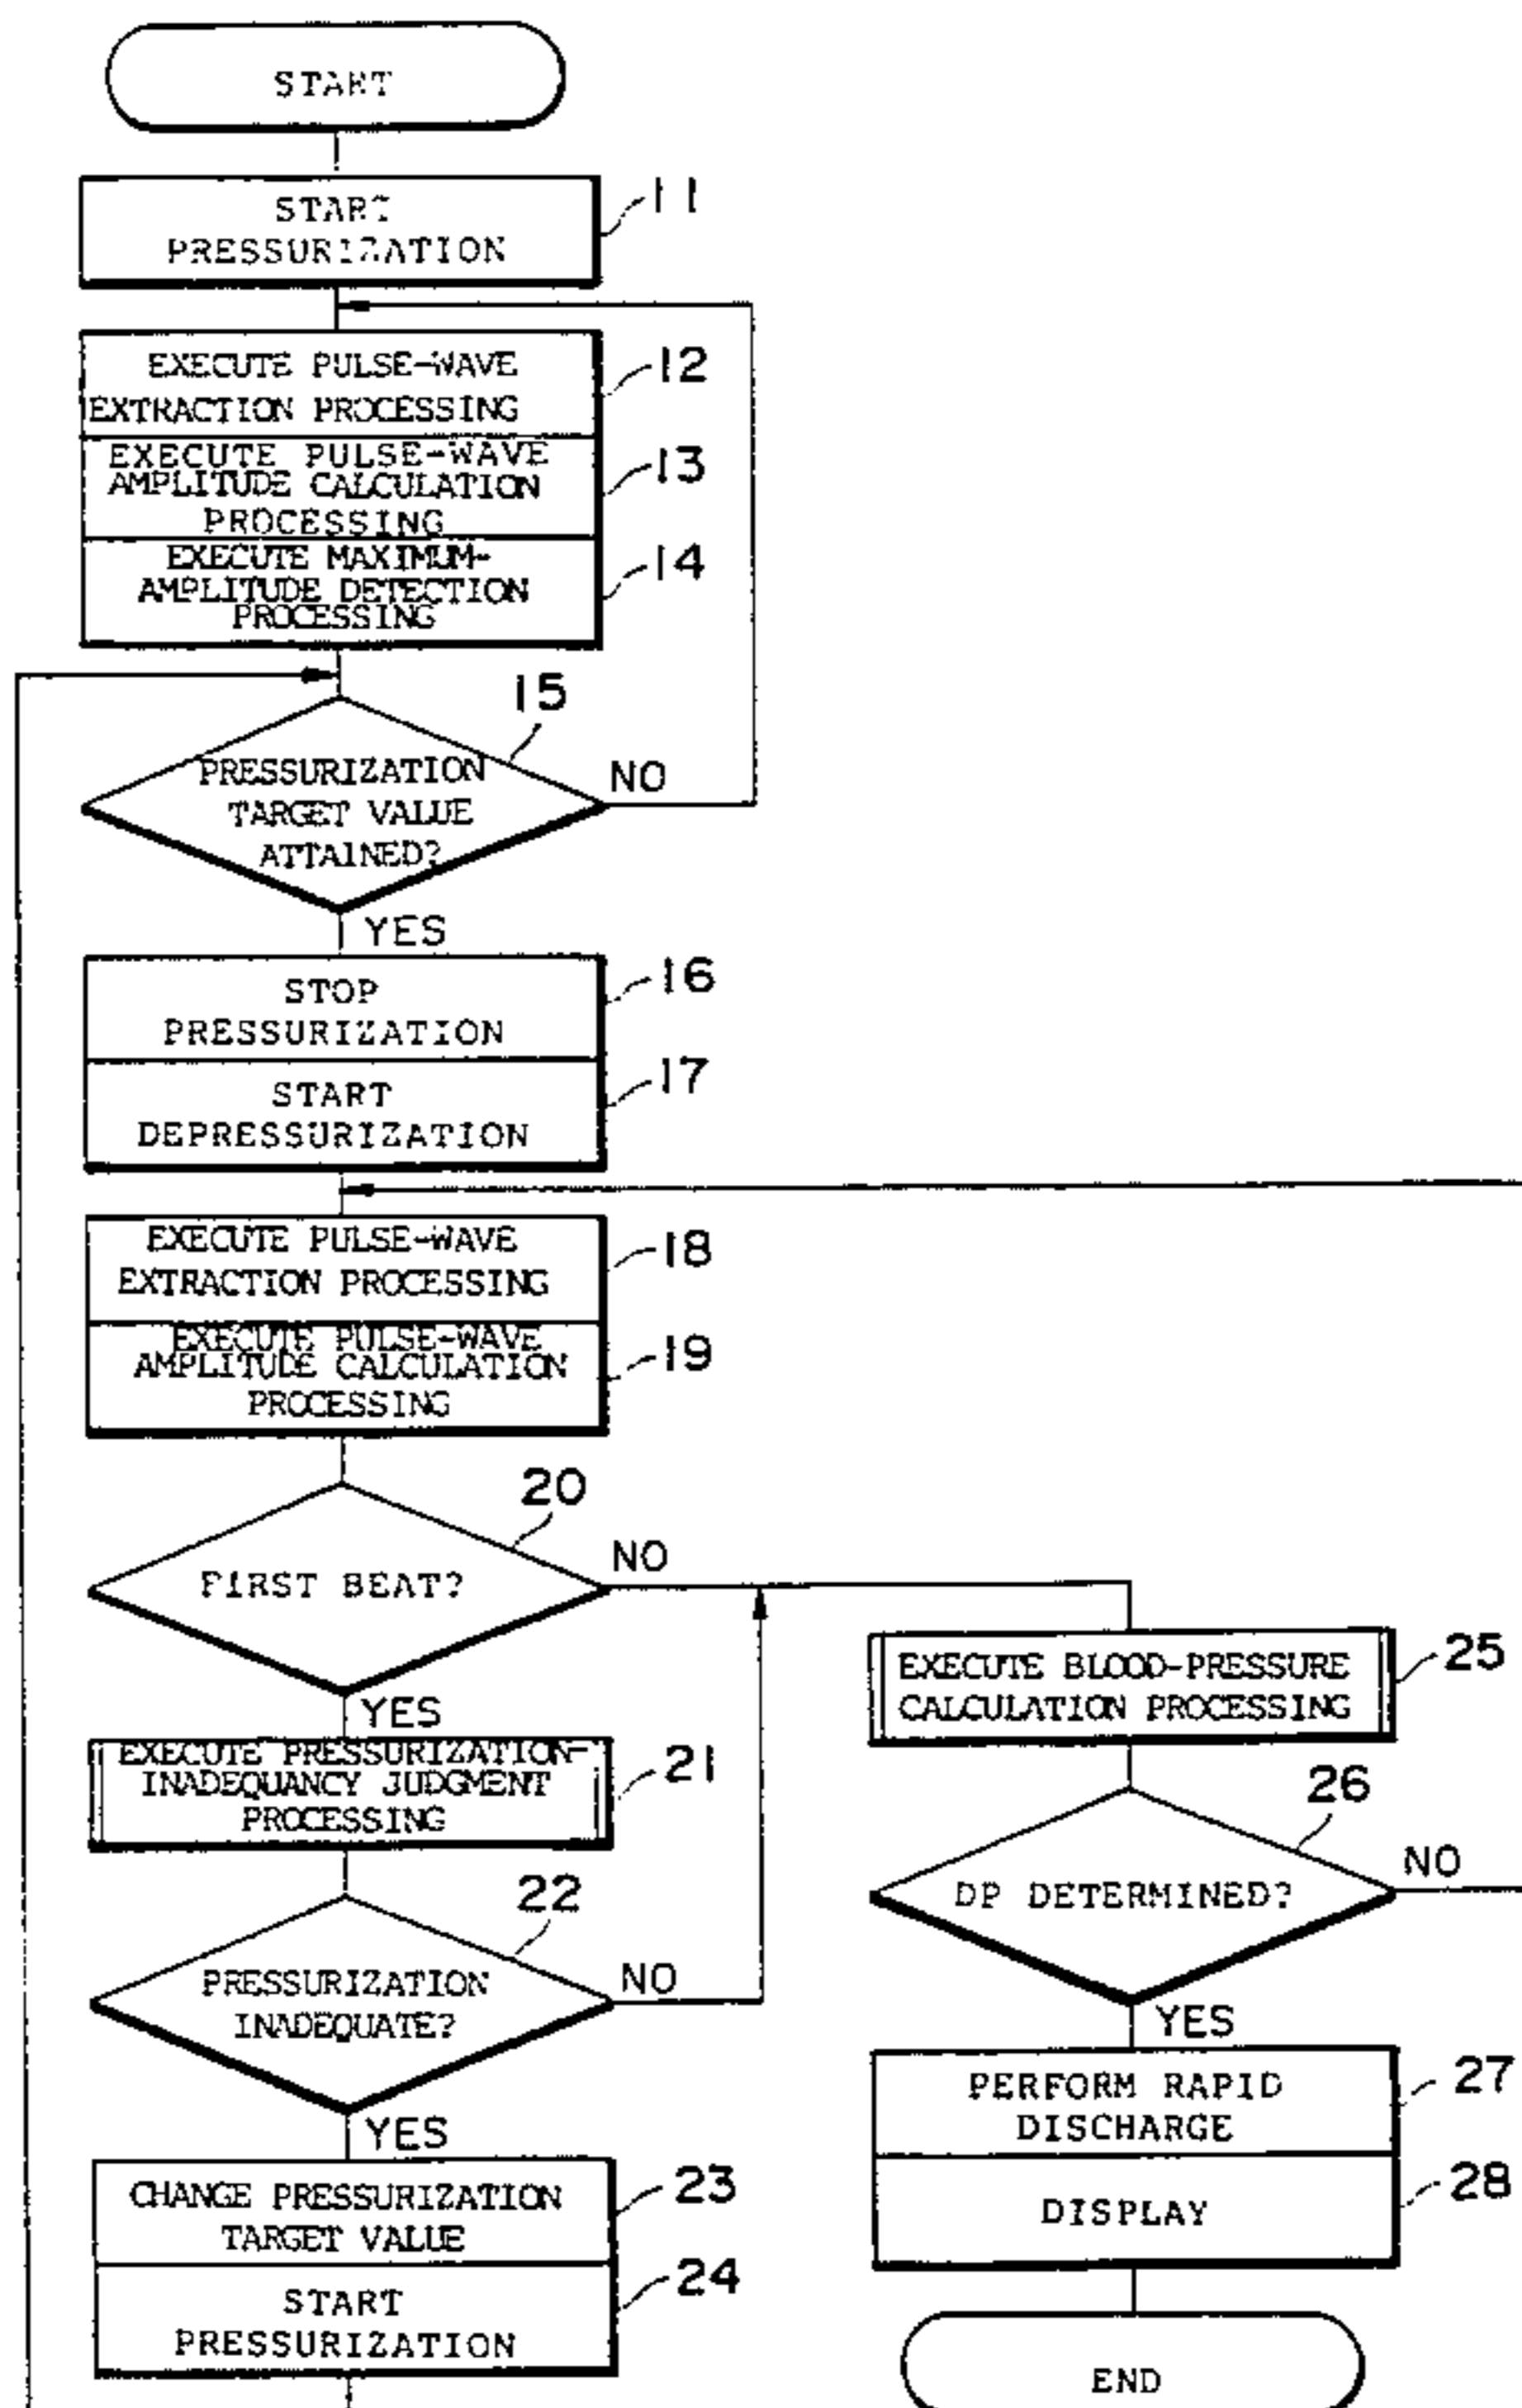 START
START
PRESSURIZATION
11
EXECUTE PULSE-WAVE
EXTRACTION PROCESSING
12
EXECUTE PULSE-WAVE
AMPLITUDE CALCULATION
PROCESSING
13
EXECUTE MAXIMUM-
AMPLITUDE DETECTION
PROCESSING
14
15
PRESSURIZATION
TARGET VALUE
ATTAINED?
NO
YES
STOP
PRESSURIZATION
16
START
DEPRESSURIZATION
17
EXECUTE PULSE-WAVE
EXTRACTION PROCESSING
18
EXECUTE PULSE-WAVE
AMPLITUDE CALCULATION
PROCESSING
19
20
FIRST BEAT?
NO
YES
EXECUTE PRESSURIZATION-
INADEQUANCY JUDGMENT
PROCESSING
21
22
PRESSURIZATION
INADEQUATE?
NO
YES
CHANGE PRESSURIZATION
TARGET VALUE
23
START
PRESSURIZATION
24
EXECUTE BLOOD-PRESSURE
CALCULATION PROCESSING
25
26
DP DETERMINED?
NO
YES
PERFORM RAPID
DISCHARGE
27
DISPLAY
28
END